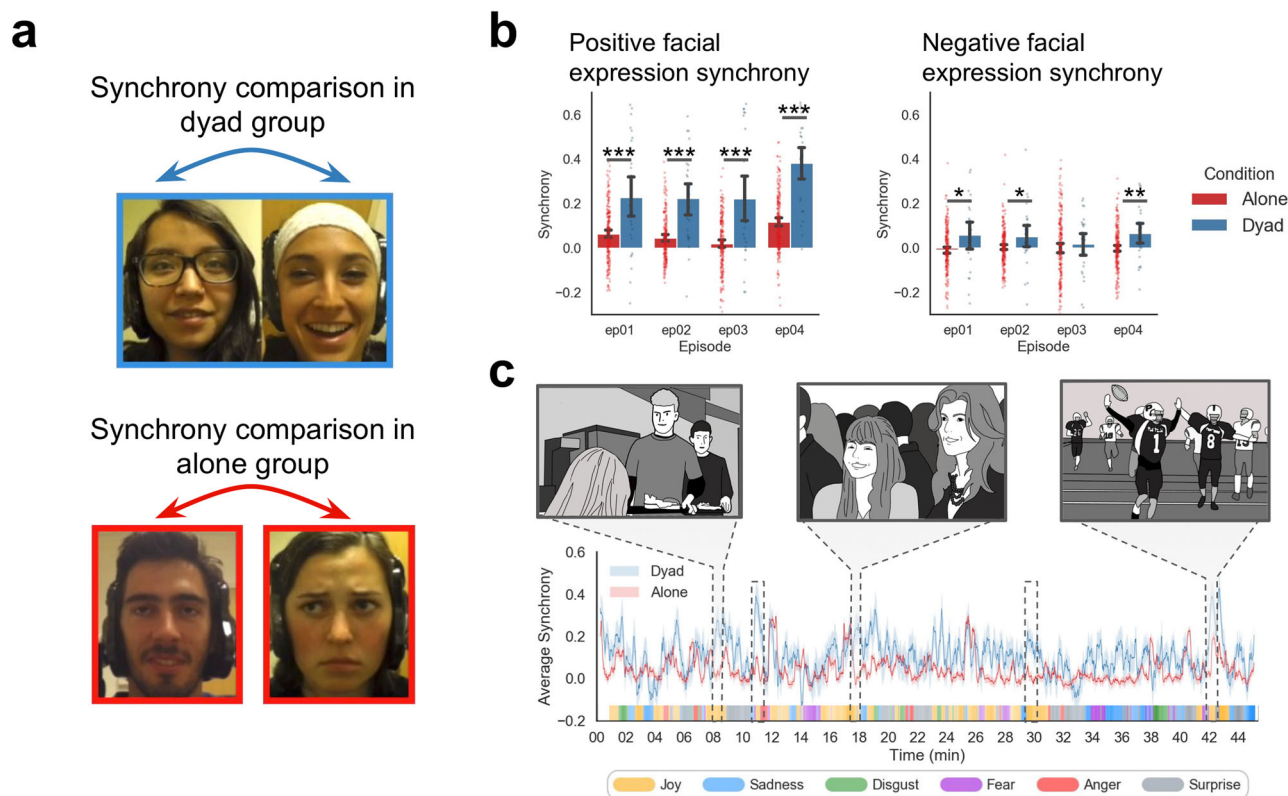 a
Synchrony comparison in
dyad group
Synchrony comparison in
alone group
b
Positive facial
expression synchrony
Synchrony
0.6
0.4
0.2
0.0
−0.2
***
***
***
***
ep01
ep02
ep03
ep04
Episode
Negative facial
expression synchrony
Synchrony
0.6
0.4
0.2
0.0
−0.2
*
*
**
ep01
ep02
ep03
ep04
Episode
Condition
Alone
Dyad
c
1
8
Average Synchrony
0.6
0.4
0.2
0.0
−0.2
Dyad
Alone
00 02 04 06 08 10 12 14 16 18 20 22 24 26 28 30 32 34 36 38 40 42 44
Time (min)
Joy Sadness Disgust Fear Anger Surprise